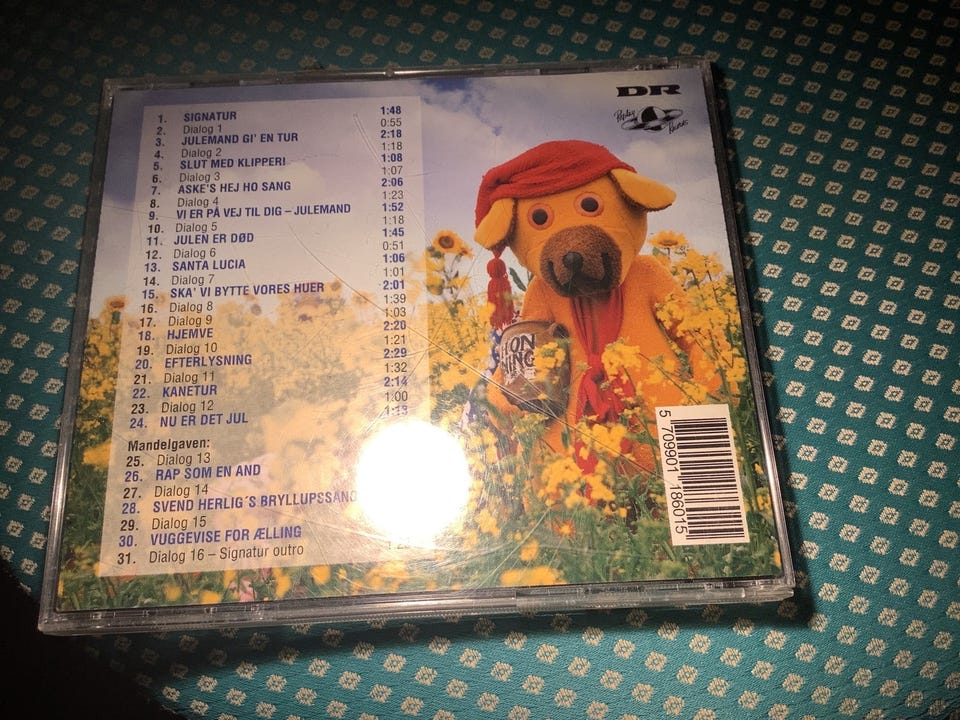 DR
1. SIGNATUR 1:48
2. Dialog 1 0:55
3. JULEMAND GI' EN TUR 2:18
4. Dialog 2 1:18
5. SLUT MED KLIPPER! 1:08
6. Dialog 3 1:07
7. ASKE'S HEJ HO SANG 2:06
8. Dialog 4 1:23
9. VI ER PÅ VEJ TIL DIG – JULEMAND 1:52
10. Dialog 5 1:18
11. JULEN ER DØD 1:45
12. Dialog 6 0:51
13. SANTA LUCIA 1:06
14. Dialog 7 1:01
15. SKA' VI BYTTE VORES HUER 2:01
16. Dialog 8 1:39
17. Dialog 9 1:03
18. HJEMVE 2:20
19. Dialog 10 1:21
20. EFTERLYSNING 2:29
21. Dialog 11 1:32
22. KANETUR 2:14
23. Dialog 12 1:00
24. NU ER DET JUL 1:13
Mandelgaven:
25. Dialog 13
26. RAP SOM EN AND
27. Dialog 14
28. SVEND HERLIG´S BRYLLUPSSANG
29. Dialog 15
30. VUGGEVISE FOR ÆLLING
31. Dialog 16 – Signatur outro
5 709901 186015